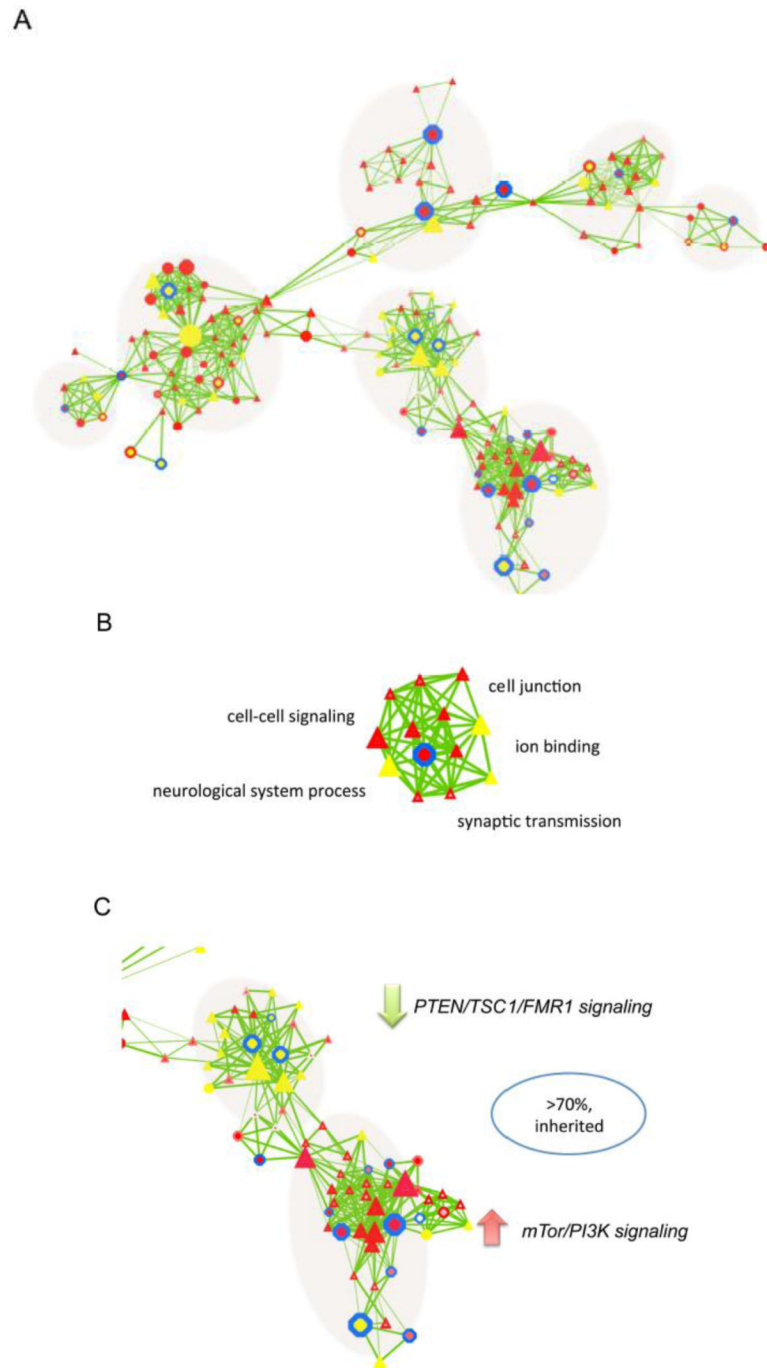 A
B
cell junction
cell-cell signaling
ion binding
neurological system process
synaptic transmission
C
PTEN/TSC1/FMR1 signaling
>70%,
inherited
mTor/PI3K signaling